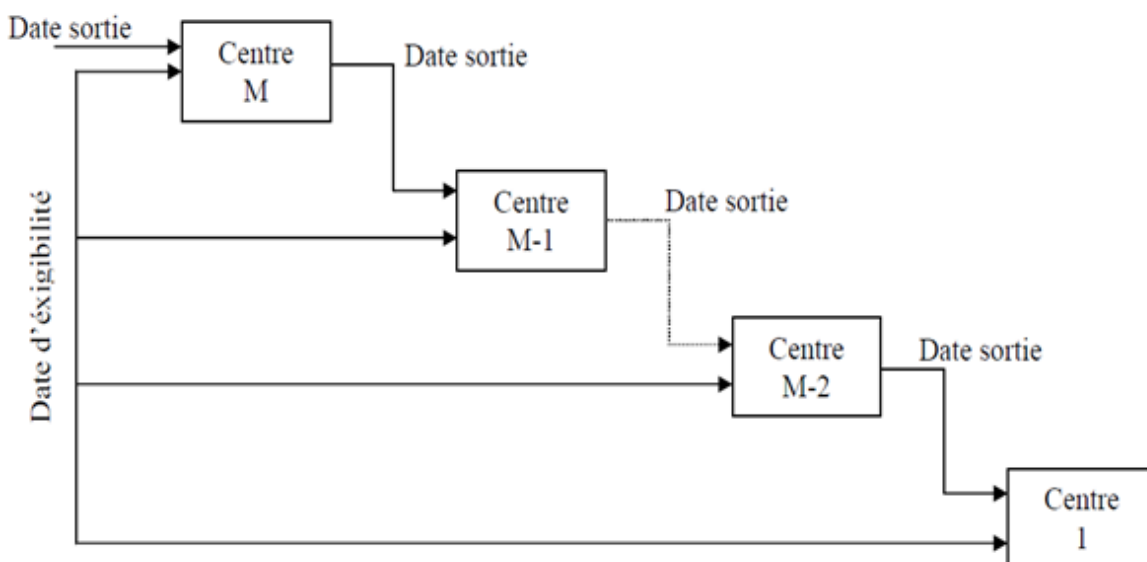 Date sortie
Centre
M
Date sortie
Centre
M-1
Date sortie
Date d'éxigibilité
Centre
M-2
Date sortie
Centre
1